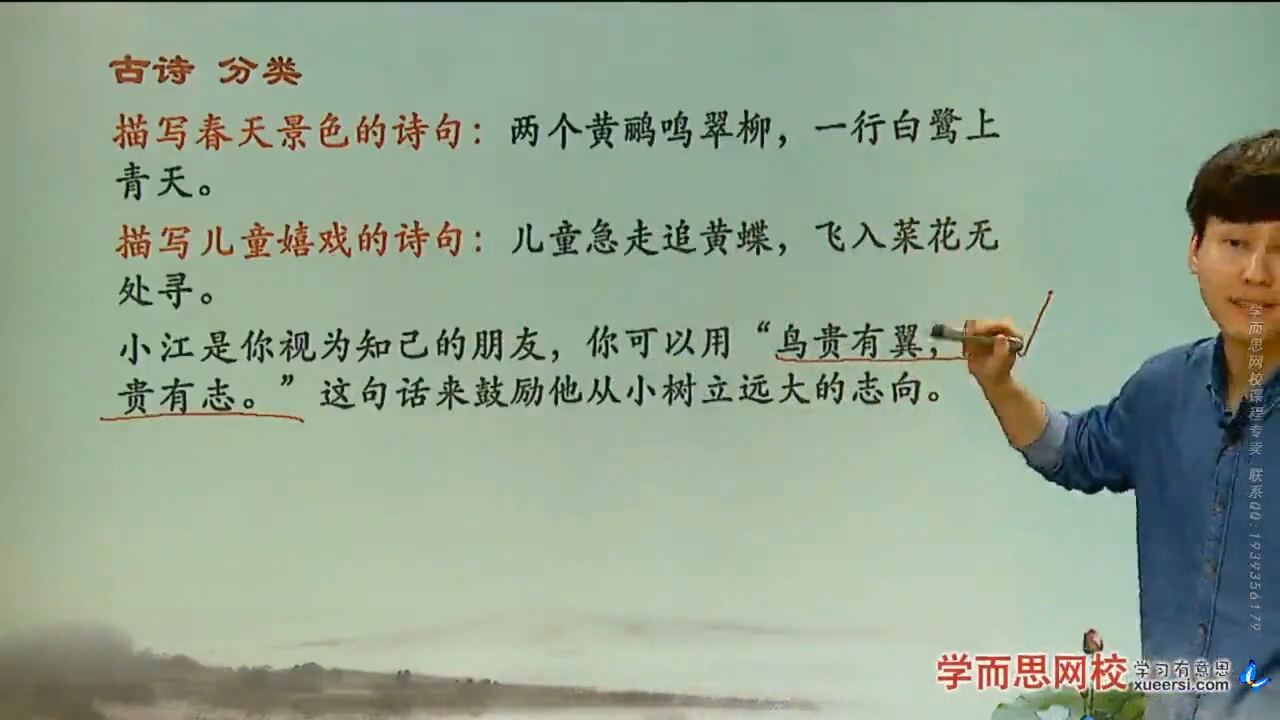 古诗 分类
描写春天景色的诗句：两个黄鹂鸣翠柳，一行白鹭上
青天。
描写儿童嬉戏的诗句：儿童急走追黄蝶，飞入菜花无
处寻。
小江是你视为知己的朋友，你可以用“鸟贵有翼，
贵有志。”这句话来鼓励他从小树立远大的志向。
学而思网校课程专卖 联系QQ：1939356179
学而思网校 学习有意思
xueersi.com